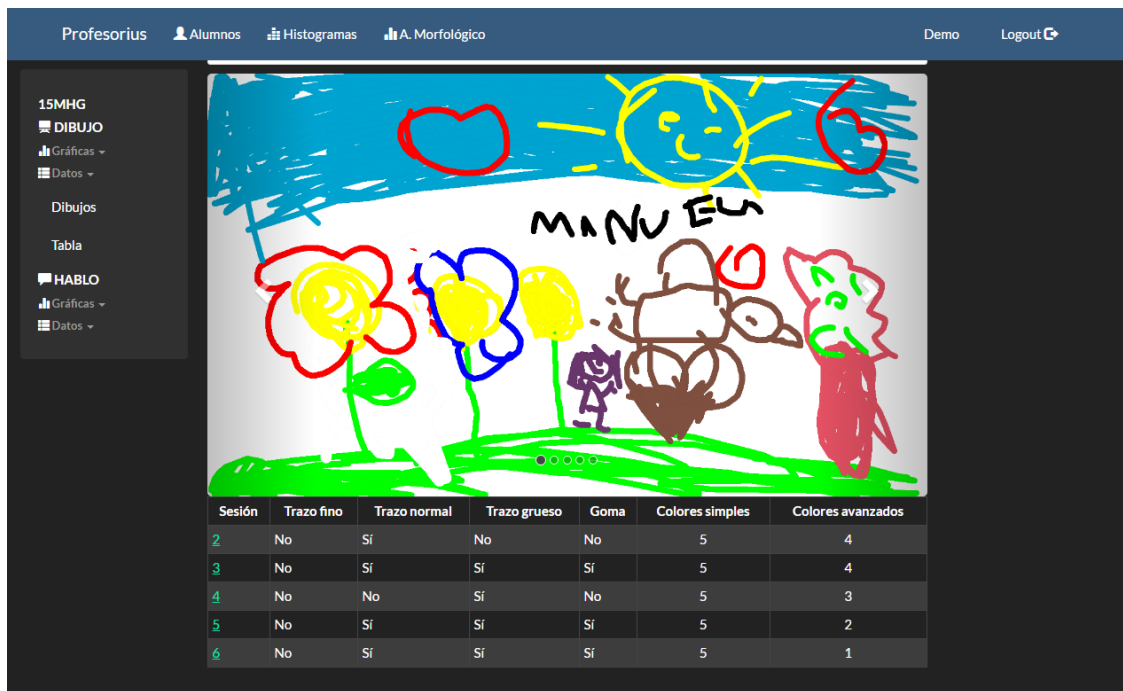 Profesorius Alumnos Histogramas A. Morfológico Demo Logout
15MHG
DIBUJO
Gráficas
Datos
Dibujos
Tabla
HABLO
Gráficas
Datos
MANUEL
Sesión Trazo fino Trazo normal Trazo grueso Goma Colores simples Colores avanzados
2 No Sí No No 5 4
3 No Sí Sí Sí 5 4
4 No No Sí No 5 3
5 No Sí Sí Sí 5 2
6 No Sí Sí Sí 5 1